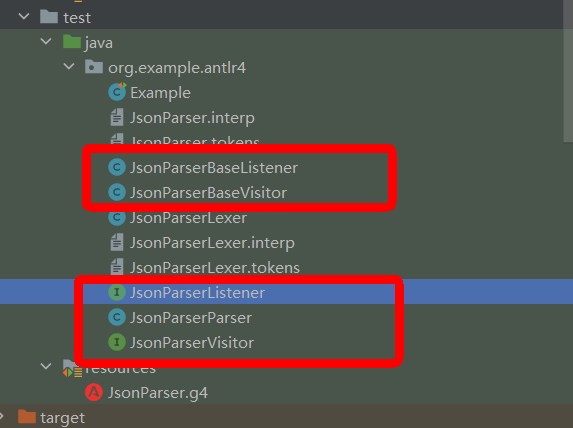 test
java
org.example.antlr4
Example
JsonParser.interp
JsonParser.tokens
JsonParserBaseListener
JsonParserBaseVisitor
JsonParserLexer
JsonParserLexer.interp
JsonParserLexer.tokens
JsonParserListener
JsonParserParser
JsonParserVisitor
resources
JsonParser.g4
target